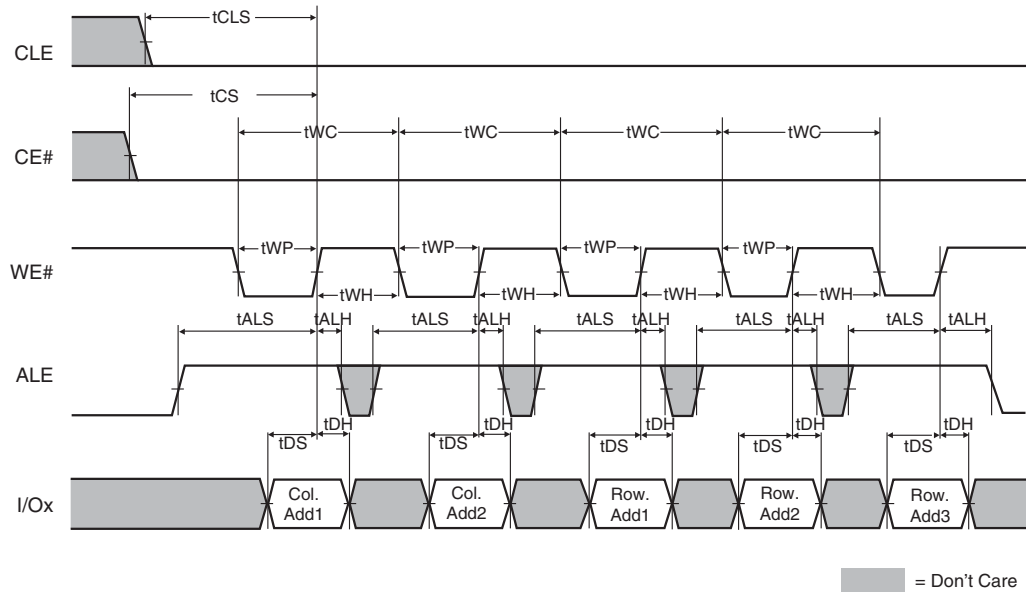 tCLS
CLE
tCS
tWC tWC tWC tWC
CE#
tWP tWP tWP tWP
WE#
tWH tWH tWH tWH
tALS tALH tALS tALH tALS tALH tALS tALH tALS tALH
ALE
tDH tDH tDH tDH tDH
tDS tDS tDS tDS tDS
I/Ox
Col. Add1
Col. Add2
Row. Add1
Row. Add2
Row. Add3
= Don't Care